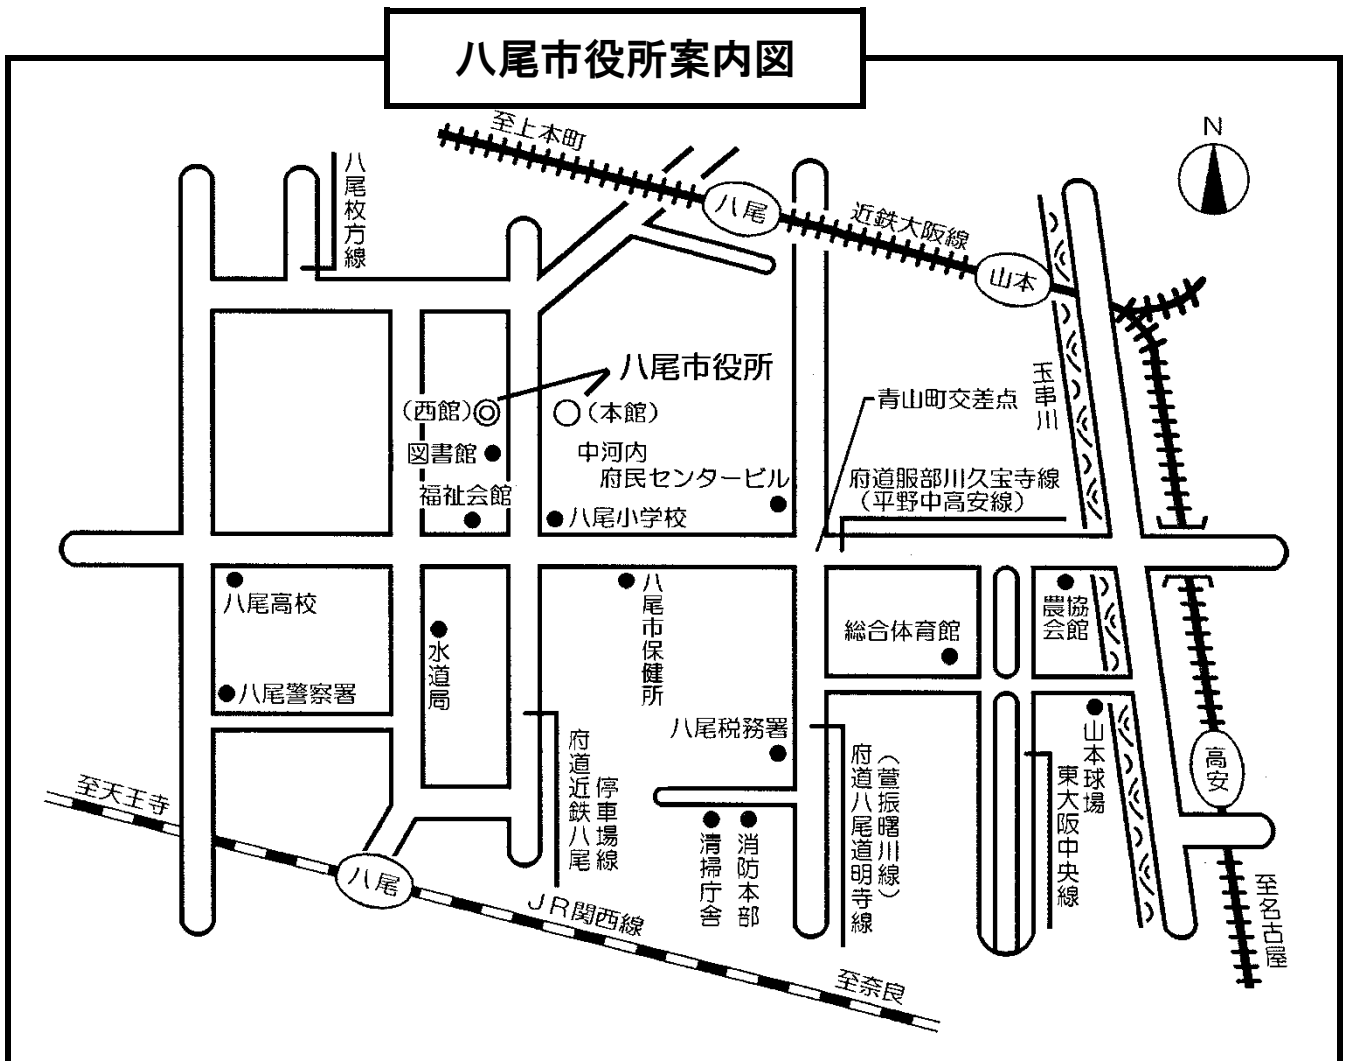 八尾市役所案内図
至上本町
N
八尾枚方線
八尾
近鉄大阪線
山本
八尾市役所
(西館)
(本館)
玉串川
青山町交差点
図書館
中河内
府民センタービル
福祉会館
八尾小学校
府道服部川久宝寺線
(平野中高安線)
八尾高校
八尾市保健所
農協
会館
水道局
総合体育館
八尾警察署
八尾税務署
山本球場
高安
府道近鉄八尾
停車場線
府道八尾道明寺線
(萱振曙川線)
東大阪中央線
至天王寺
清掃庁舎
消防本部
八尾
JR関西線
至名古屋
至奈良